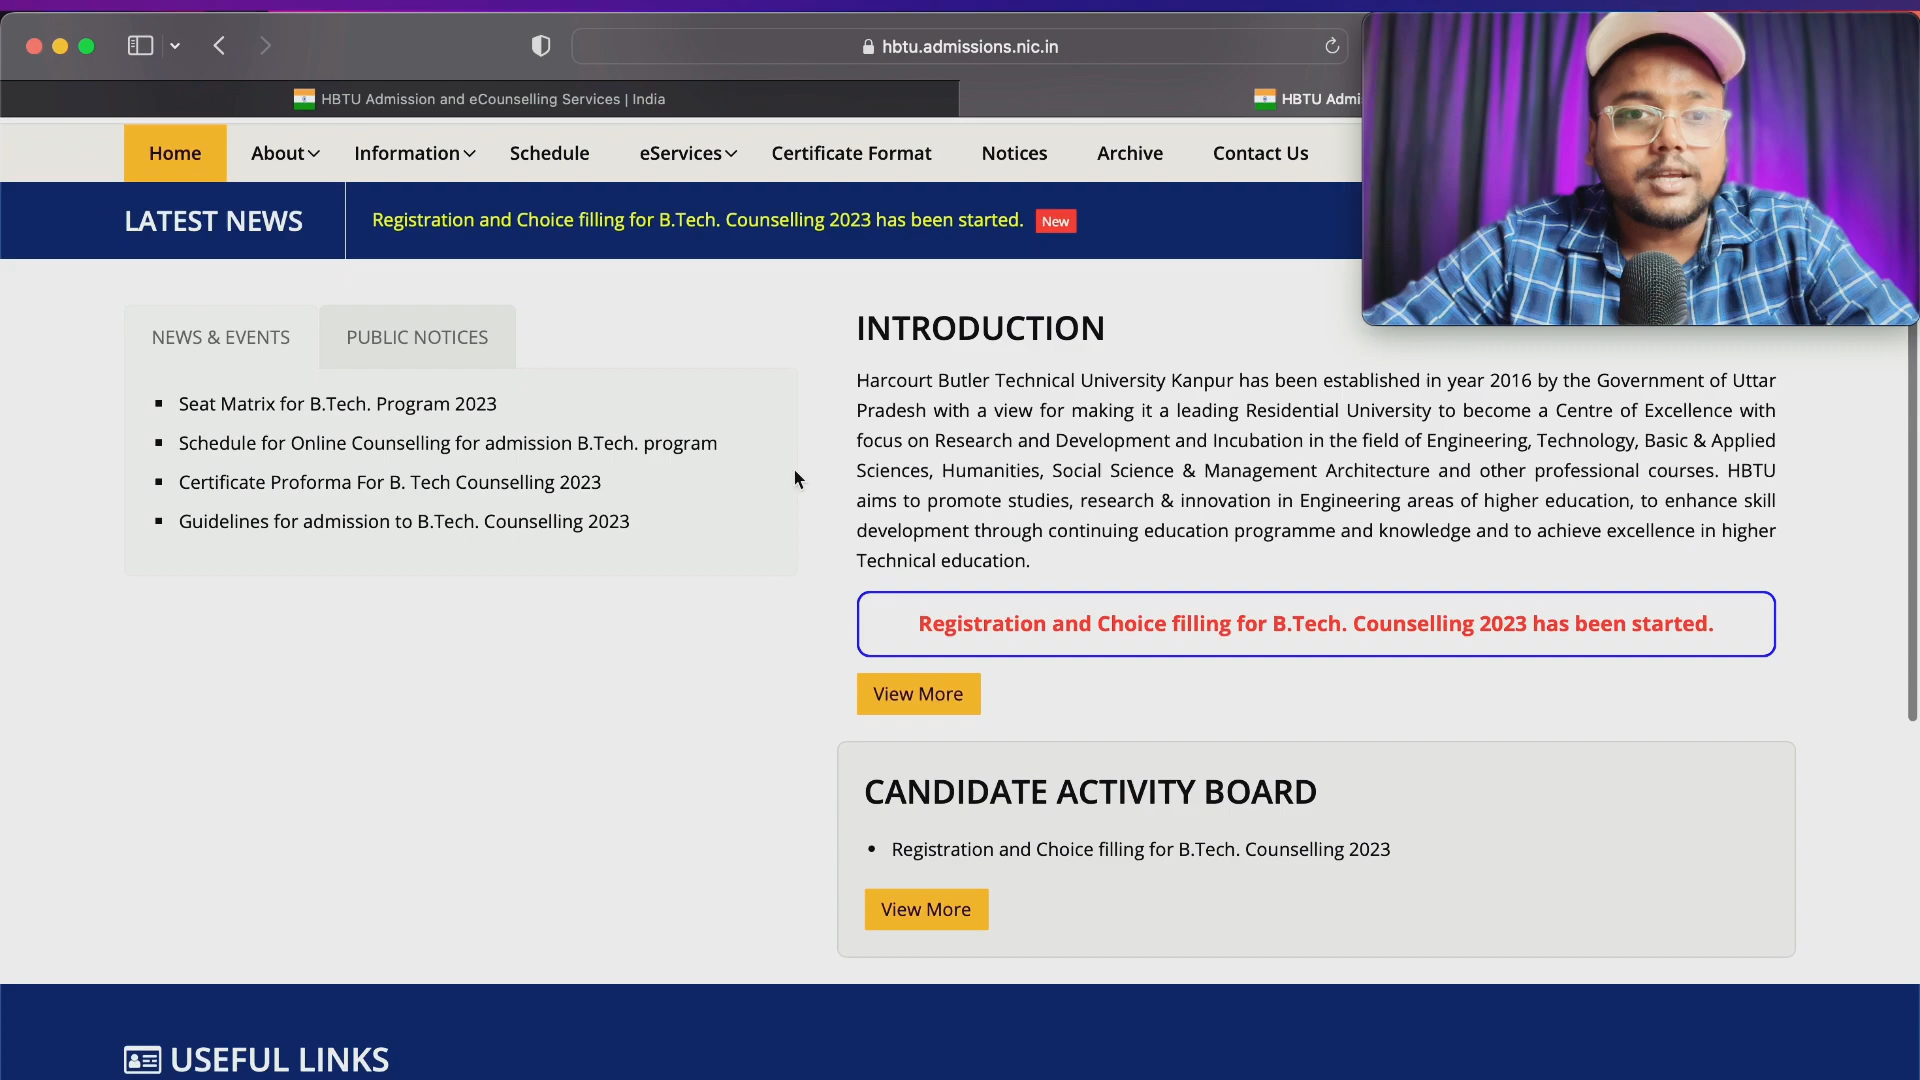 hbtu.admissions.nic.in
HBTU Admission and eCounselling Services | India
HBTU Admi
Home
About
Information
Schedule
eServices
Certificate Format
Notices
Archive
Contact Us
LATEST NEWS
Registration and Choice filling for B.Tech. Counselling 2023 has been started. New
NEWS & EVENTS
PUBLIC NOTICES
Seat Matrix for B.Tech. Program 2023
Schedule for Online Counselling for admission B.Tech. program
Certificate Proforma For B. Tech Counselling 2023
Guidelines for admission to B.Tech. Counselling 2023
INTRODUCTION
Harcourt Butler Technical University Kanpur has been established in year 2016 by the Government of Uttar
Pradesh with a view for making it a leading Residential University to become a Centre of Excellence with
focus on Research and Development and Incubation in the field of Engineering, Technology, Basic & Applied
Sciences, Humanities, Social Science & Management Architecture and other professional courses. HBTU
aims to promote studies, research & innovation in Engineering areas of higher education, to enhance skill
development through continuing education programme and knowledge and to achieve excellence in higher
Technical education.
Registration and Choice filling for B.Tech. Counselling 2023 has been started.
View More
CANDIDATE ACTIVITY BOARD
Registration and Choice filling for B.Tech. Counselling 2023
View More
USEFUL LINKS